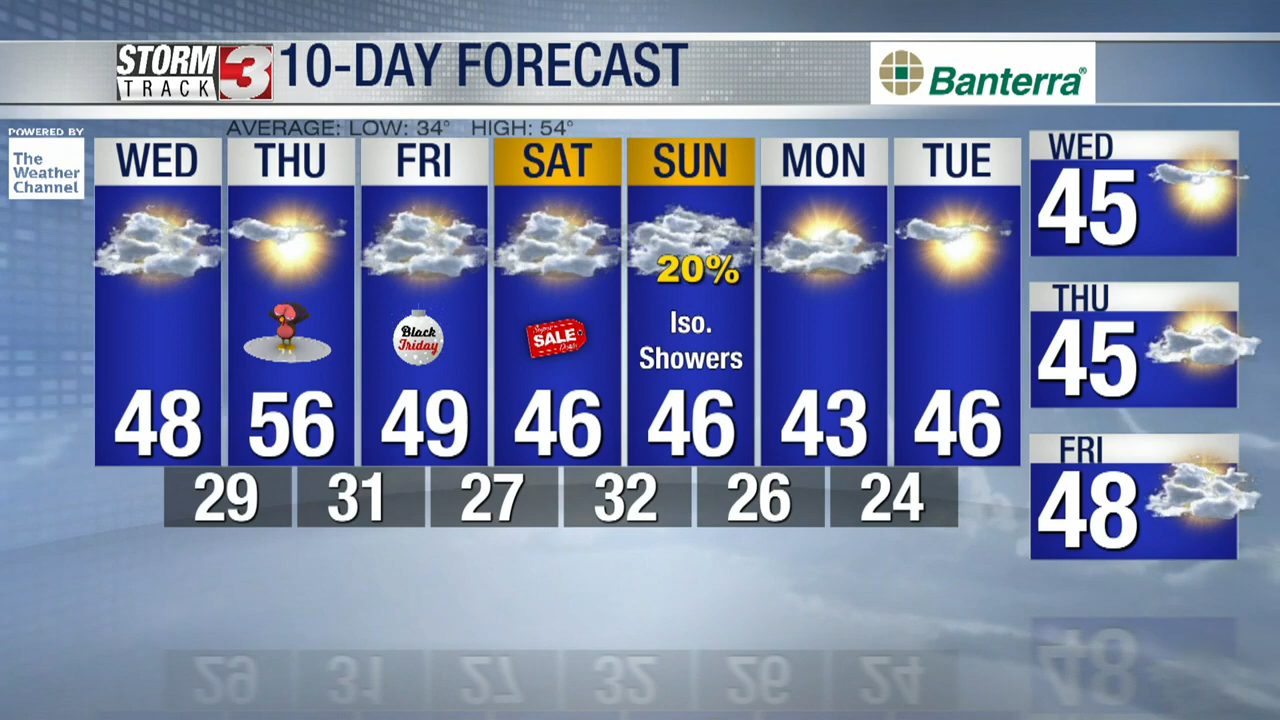 STORM
TRACK
3
10-DAY FORECAST
Banterra®
POWERED BY
The
Weather
Channel
AVERAGE: LOW: 34° HIGH: 54°
WED THU FRI SAT SUN MON TUE
20%
Black
Friday
Super
SALE
Iso.
Showers
48 56 49 46 46 43 46
29 31 27 32 26 24
WED
45
THU
45
FRI
48